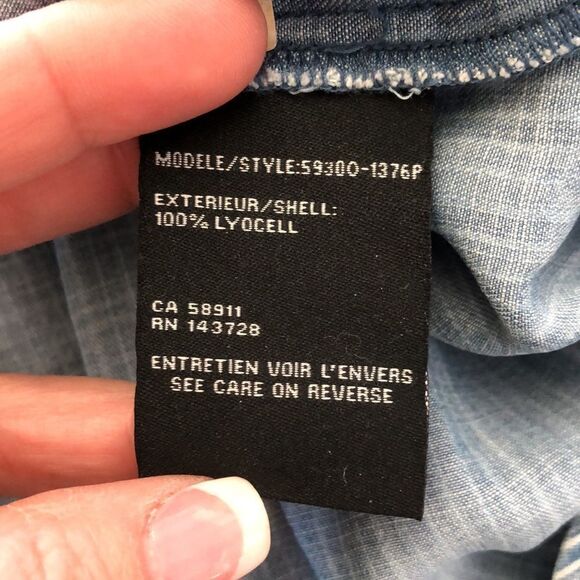 MODELE/STYLE:59300-1376P
EXTERIEUR/SHELL:
100% LYOCELL
CA 58911
RN 143728
ENTRETIEN VOIR L'ENVERS
SEE CARE ON REVERSE